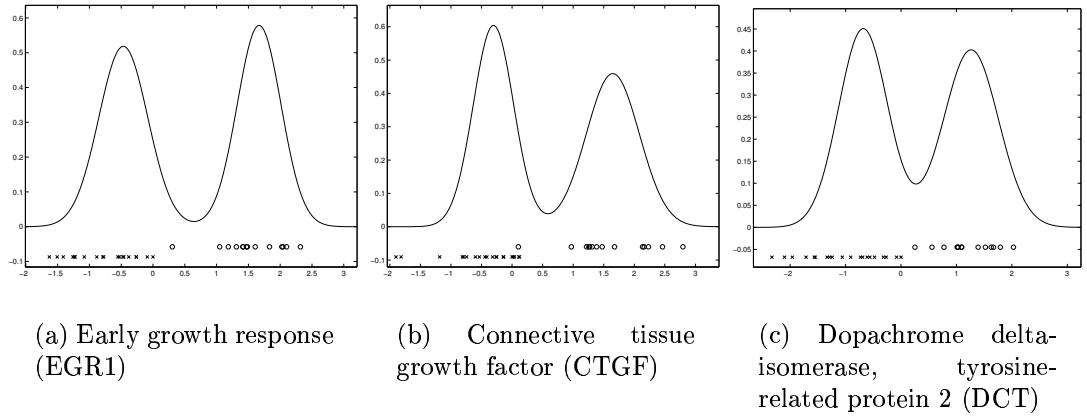 0.6
0.5
0.4
0.3
0.2
0.1
0
−0.1
−2 −1.5 −1 −0.5 0 0.5 1 1.5 2 2.5 3
0.6
0.5
0.4
0.3
0.2
0.1
0
−0.1
−2 −1.5 −1 −0.5 0 0.5 1 1.5 2 2.5 3
0.45
0.4
0.35
0.3
0.25
0.2
0.15
0.1
0.05
0
−0.05
−2 −1 0 1 2 3
(a) Early growth response
(EGR1)
(b) Connective tissue
growth factor (CTGF)
(c) Dopachrome delta-
isomerase, tyrosine-
related protein 2 (DCT)